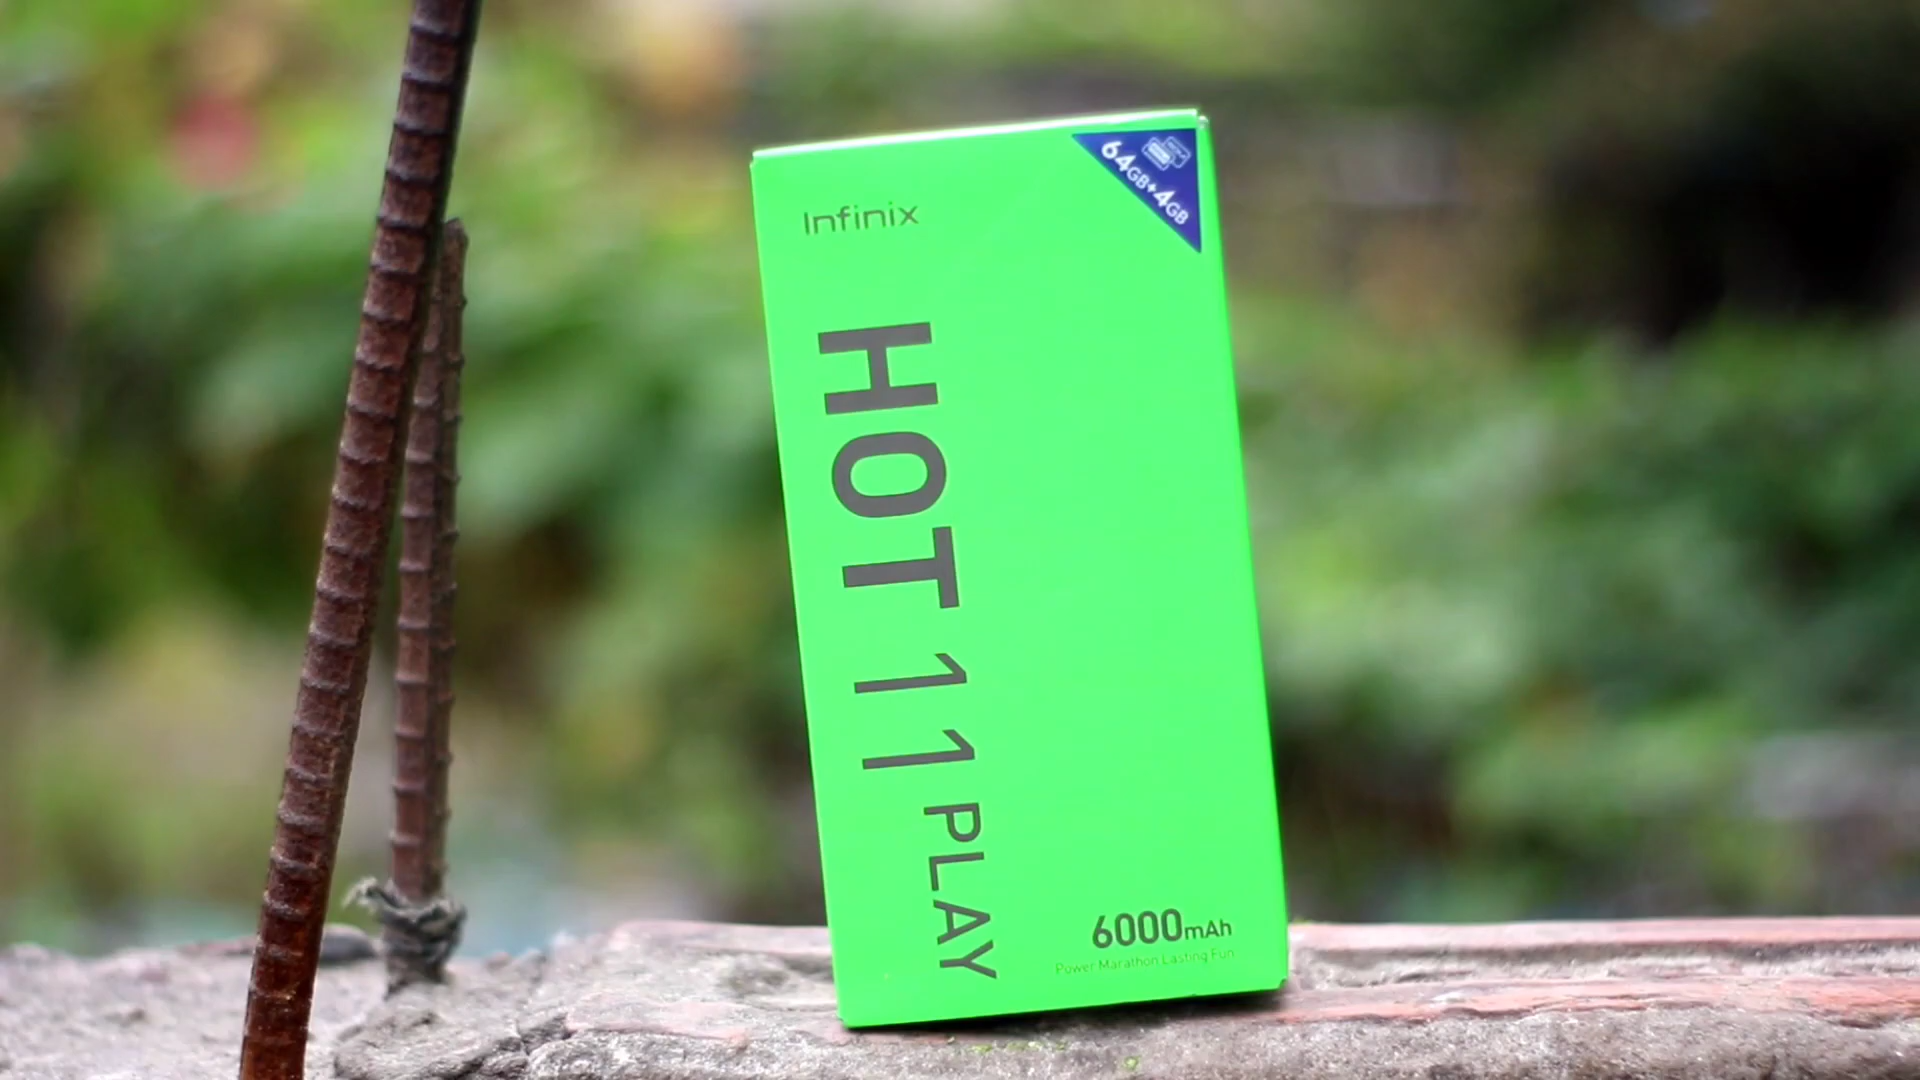 64GB+4GB
Infinix
HOT 11 PLAY
6000mAh
Power Marathon Lasting Fun